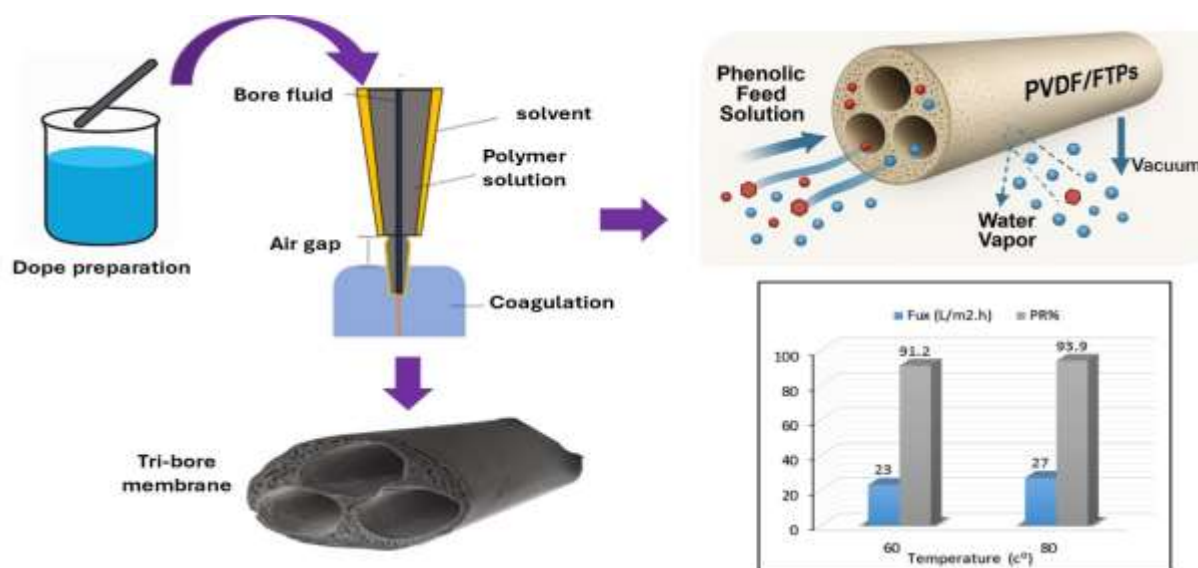 Dope preparation
Bore fluid
solvent
Polymer
solution
Air gap
Coagulation
Tri-bore
membrane
Phenolic
Feed
Solution
PVDF/FTPs
Vacuum
Water
Vapor
Fux (L/m2.h) PR%
100
80
60
40
20
0
91.2
23
93.9
27
60
80
Temperature (c⁰)